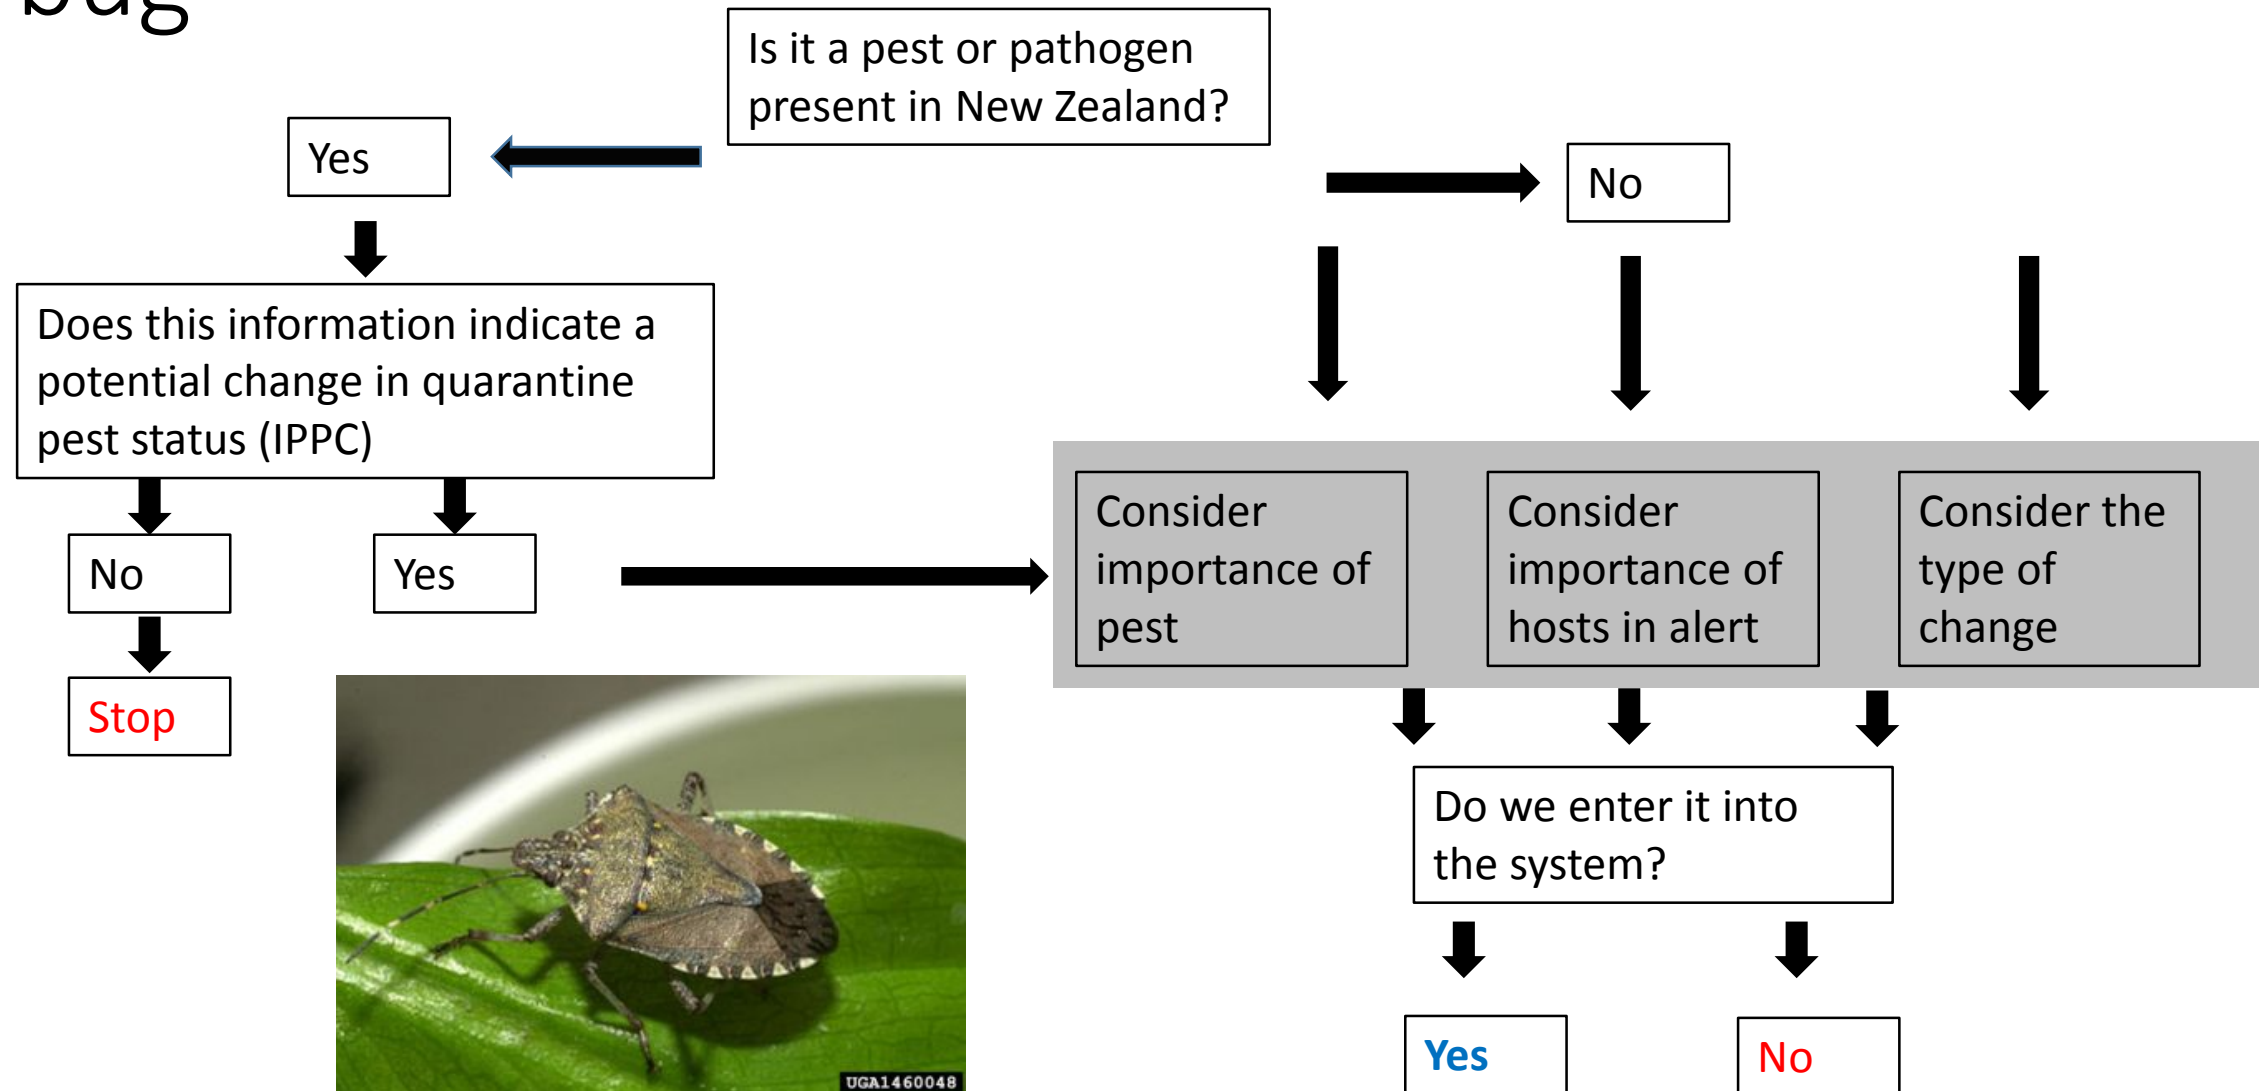 bug
Is it a pest or pathogen
present in New Zealand?
Yes
No
Does this information indicate a
potential change in quarantine
pest status (IPPC)
No
Yes
Stop
Consider
importance of
pest
Consider
importance of
hosts in alert
Consider the
type of
change
Do we enter it into
the system?
Yes
No
UGA1460048